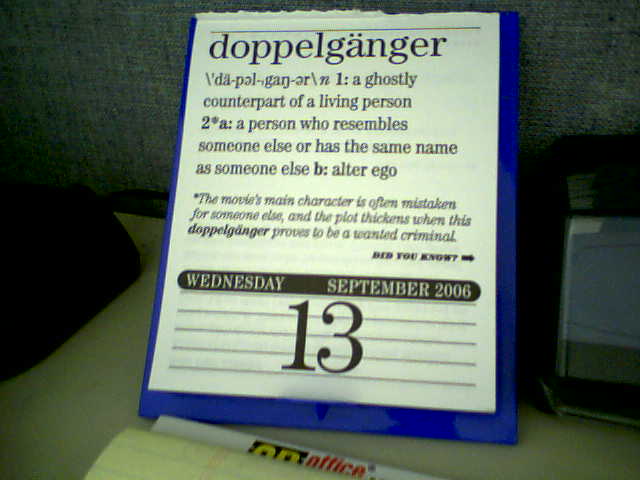 doppelgänger
\'dä-pəl-ˌgaŋ-ər\ n 1: a ghostly
counterpart of a living person
2*a: a person who resembles
someone else or has the same name
as someone else b: alter ego
*The movie's main character is often mistaken
for someone else, and the plot thickens when this
doppelgänger proves to be a wanted criminal.
DID YOU KNOW? ➡
WEDNESDAY SEPTEMBER 2006
13
office®